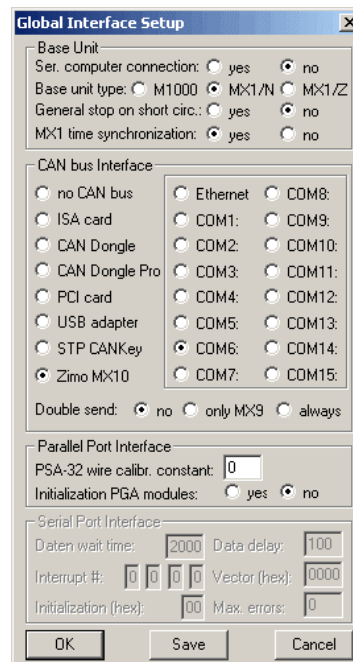 Global Interface Setup
Base Unit
Ser. computer connection: yes no
Base unit type: M1000 MX1/N MX1/Z
General stop on short circ.: yes no
MX1 time synchronization: yes no
CAN bus Interface
no CAN bus Ethernet COM8:
ISA card COM1: COM9:
CAN Dongle COM2: COM10:
CAN Dongle Pro COM3: COM11:
PCI card COM4: COM12:
USB adapter COM5: COM13:
STP CANKey COM6: COM14:
Zimo MX10 COM7: COM15:
Double send: no only MX9 always
Parallel Port Interface
PSA-32 wire calibr. constant: 0
Initialization PGA modules: yes no
Serial Port Interface
Daten wait time: 2000 Data delay: 100
Interrupt #: 0 0 0 0 Vector (hex): 0000
Initialization (hex): 00 Max. errors: 0
OK Save Cancel